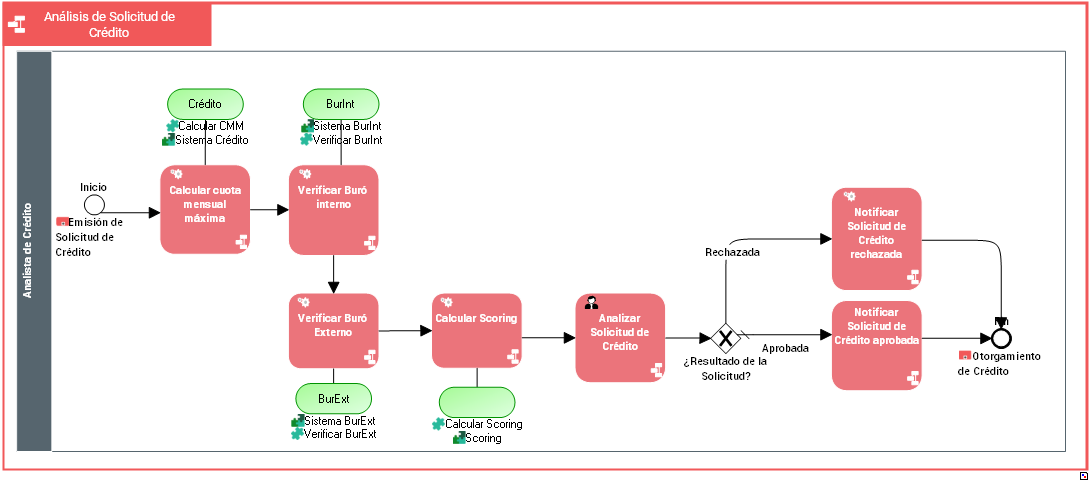 Análisis de Solicitud de
Crédito
Analista de Crédito
Inicio
Emisión de
Solicitud de
Crédito
Crédito
Calcular CMM
Sistema Crédito
Calcular cuota
mensual
máxima
BurInt
Sistema BurInt
Verificar BurInt
Verificar Buró
interno
Verificar Buró
Externo
BurExt
Sistema BurExt
Verificar BurExt
Calcular Scoring
Calcular Scoring
Scoring
Analizar
Solicitud de
Crédito
¿Resultado de la
Solicitud?
Rechazada
Aprobada
Notificar
Solicitud de
Crédito
rechazada
Notificar
Solicitud de
Crédito aprobada
Otorgamiento
de Crédito